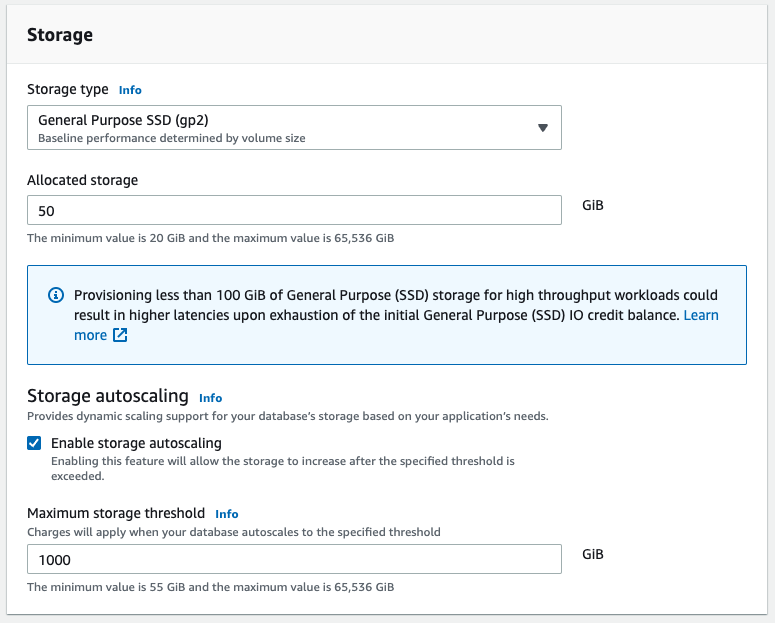 Storage
Storage type Info
General Purpose SSD (gp2)
Baseline performance determined by volume size
Allocated storage
50
GiB
The minimum value is 20 GiB and the maximum value is 65,536 GiB
Provisioning less than 100 GiB of General Purpose (SSD) storage for high throughput workloads could
result in higher latencies upon exhaustion of the initial General Purpose (SSD) IO credit balance. Learn
more
Storage autoscaling Info
Provides dynamic scaling support for your database's storage based on your application's needs.
Enable storage autoscaling
Enabling this feature will allow the storage to increase after the specified threshold is
exceeded.
Maximum storage threshold Info
Charges will apply when your database autoscales to the specified threshold
1000
GiB
The minimum value is 55 GiB and the maximum value is 65,536 GiB